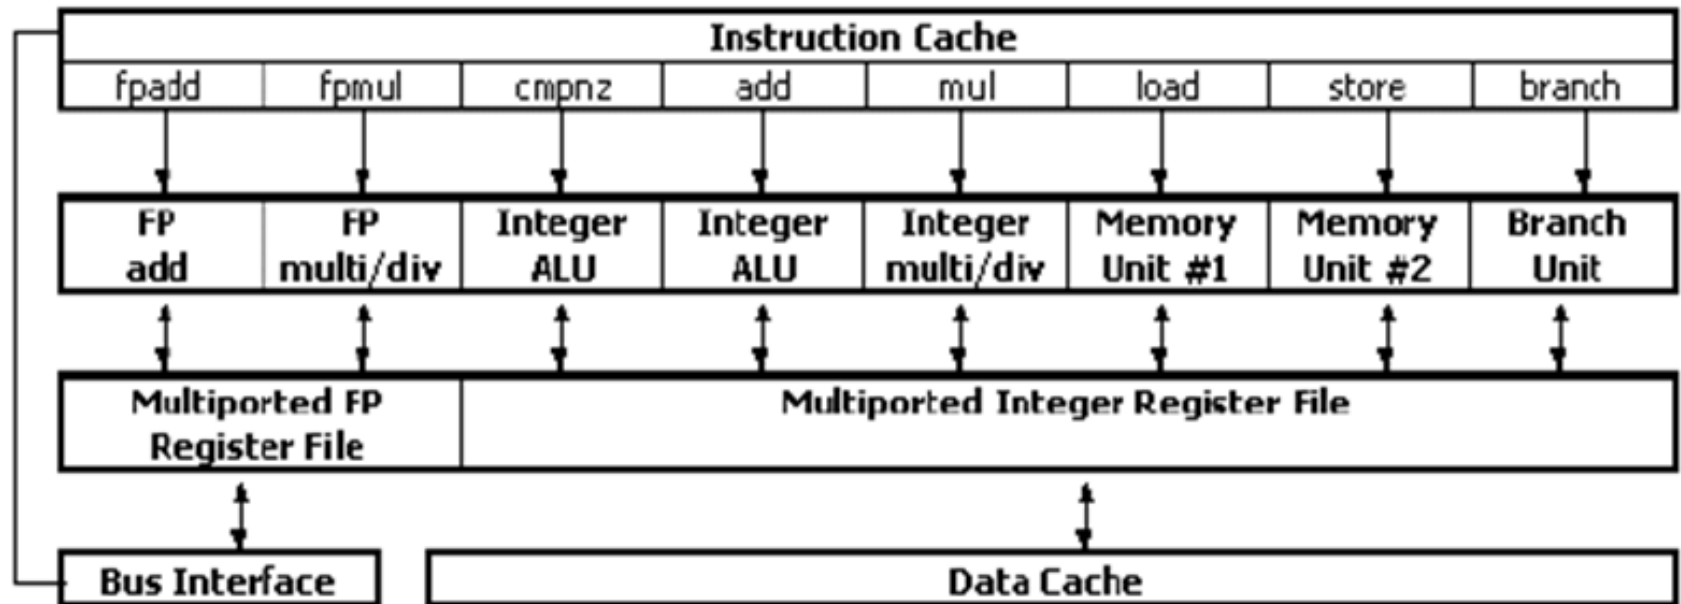 Instruction Cache
fpadd fpmul cmpnz add mul load store branch
FP FP Integer Integer Integer Memory Memory Branch
add multi/div ALU ALU multi/div Unit #1 Unit #2 Unit
Multiported FP Multiported Integer Register File
Register File
Bus Interface Data Cache